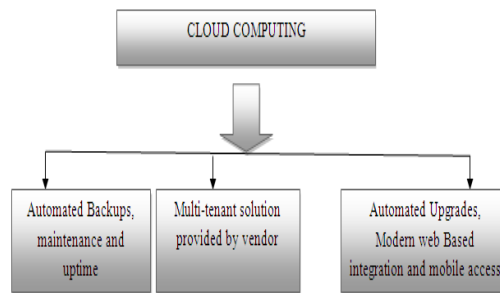 CLOUD COMPUTING
Automated Backups,
maintenance and
uptime
Multi-tenant solution
provided by vendor
Automated Upgrades,
Modern web Based
integration and mobile access